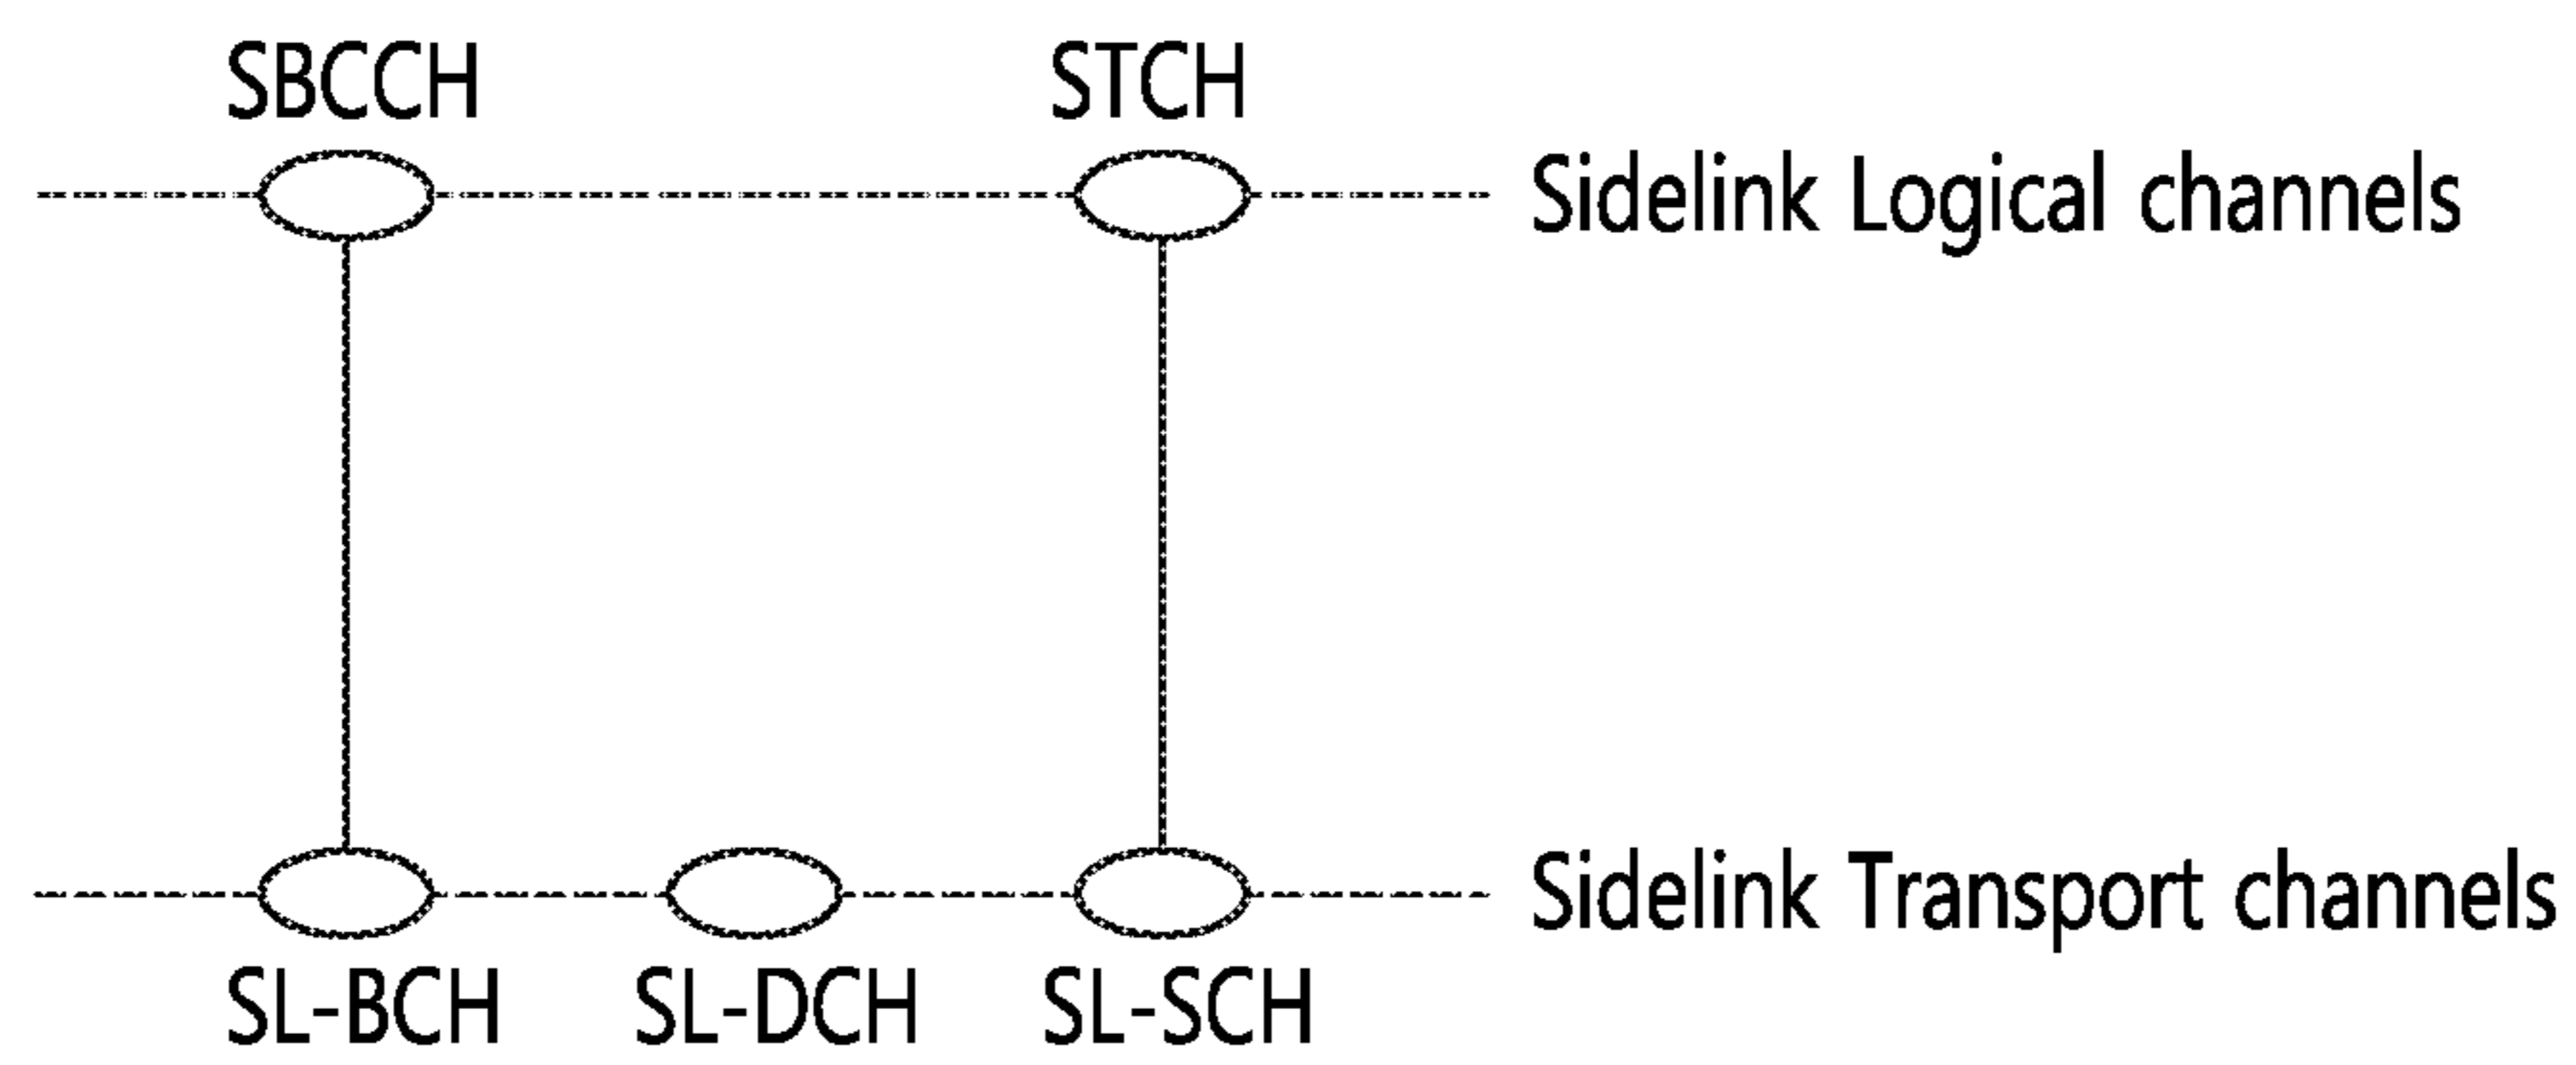 SBCCH
STCH
Sidelink Logical channels
Sidelink Transport channels
SL-BCH
SL-DCH
SL-SCH